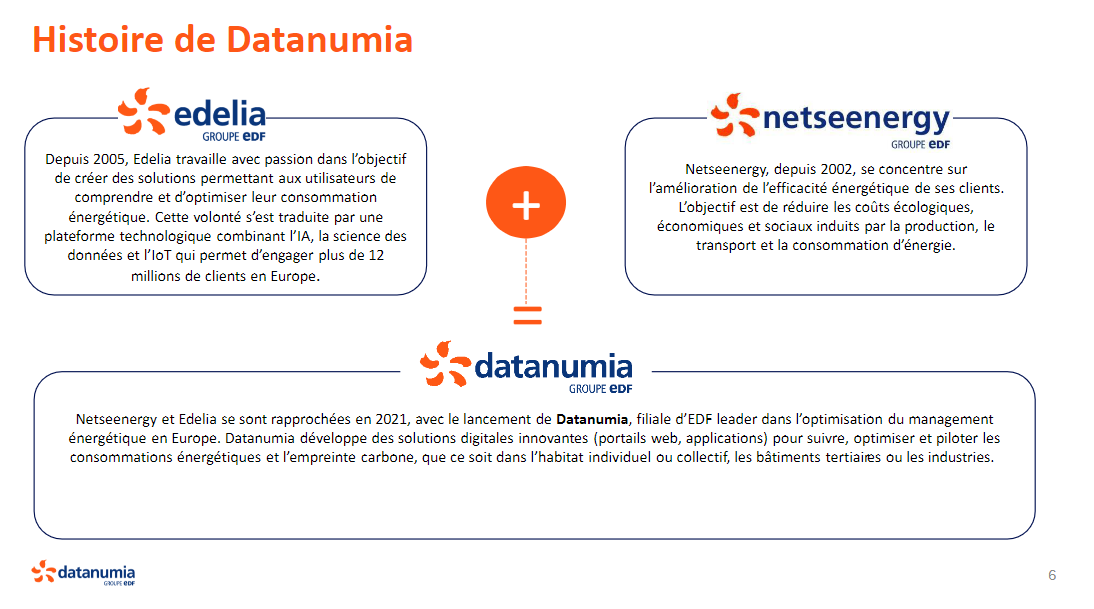 Histoire de Datanumia
edelia
GROUPE eDF
Depuis 2005, Edelia travaille avec passion dans l’objectif
de créer des solutions permettant aux utilisateurs de
comprendre et d’optimiser leur consommation
énergétique. Cette volonté s’est traduite par une
plateforme technologique combinant l’IA, la science des
données et l’IoT qui permet d’engager plus de 12
millions de clients en Europe.
+
netseenergy
GROUPE eDF
Netseenergy, depuis 2002, se concentre sur
l’amélioration de l’efficacité énergétique de ses clients.
L’objectif est de réduire les coûts écologiques,
économiques et sociaux induits par la production, le
transport et la consommation d’énergie.
=
datanumia
GROUPE eDF
Netseenergy et Edelia se sont rapprochées en 2021, avec le lancement de Datanumia, filiale d’EDF leader dans l’optimisation du management
énergétique en Europe. Datanumia développe des solutions digitales innovantes (portails web, applications) pour suivre, optimiser et piloter les
consommations énergétiques et l’empreinte carbone, que ce soit dans l’habitat individuel ou collectif, les bâtiments tertiaires ou les industries.
datanumia
GROUPE eDF
6